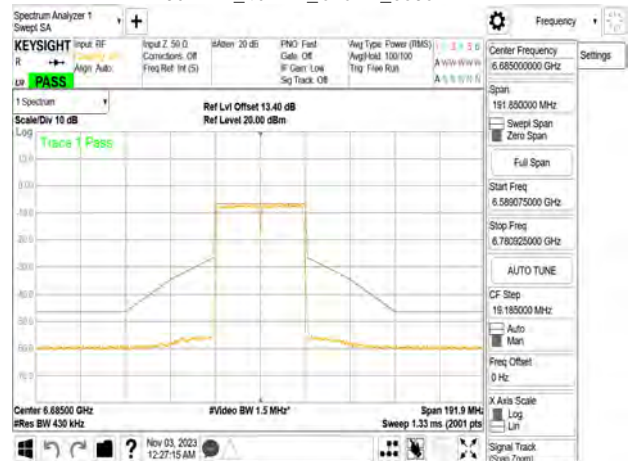 Spectrum Analyzer 1
Swept SA
Frequency
KEYSIGHT
Input: RF
Align: Auto
Input Z: 50 Ω
Corrections: Off
Freq Ref: Int (S)
#Atten: 20 dB
PNO: Fast
Gate: Off
IF Gain: Low
Sig Track: Off
Avg Type: Power (RMS)
Avg|Hold: 100/100
Trig: Free Run
PASS
Settings
Center Frequency
6.685000000 GHz
Span
191.850000 MHz
Swept Span
Zero Span
Full Span
Start Freq
6.589075000 GHz
Stop Freq
6.780925000 GHz
AUTO TUNE
CF Step
19.185000 MHz
Auto
Man
Freq Offset
0 Hz
X Axis Scale
Log
Lin
Signal Track
(Span Zoom)
1 Spectrum
Scale/Div 10 dB
Log
Ref Lvl Offset 13.40 dB
Ref Level 20.00 dBm
Trace 1 Pass
Center 6.68500 GHz
#Res BW 430 kHz
#Video BW 1.5 MHz*
Span 191.9 MHz
Sweep 1.33 ms (2001 pts)
Nov 03, 2023
12:27:15 AM